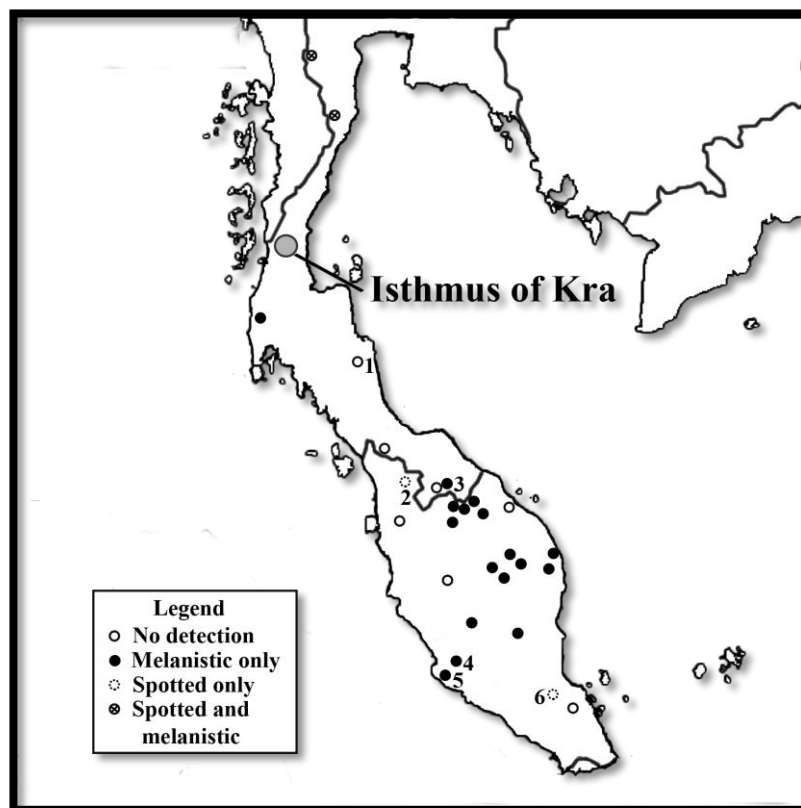 Isthmus of Kra
1
2
3
4
5
6
Legend
No detection
Melanistic only
Spotted only
Spotted and
melanistic